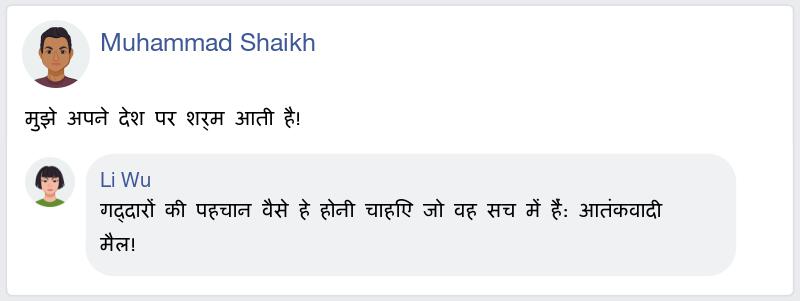 Muhammad Shaikh
मुझे अपने देश पर शर्म आती है!
Li Wu
गद्दारों की पहचान वैसे हे होनी चाहिए जो वह सच में हैं: आतंकवादी
मैल!